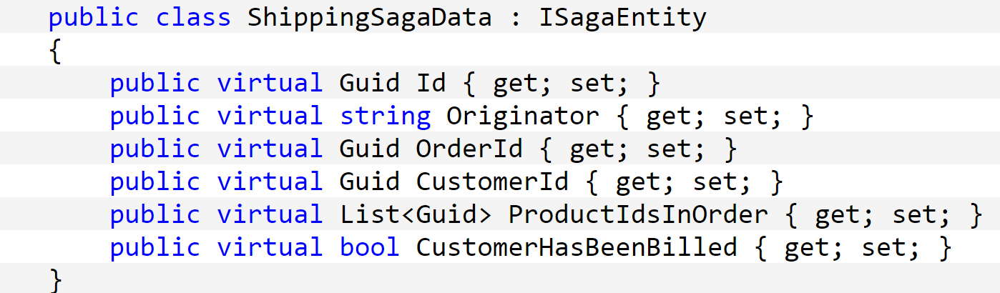 public class ShippingSagaData : ISagaEntity
{
    public virtual Guid Id { get; set; }
    public virtual string Originator { get; set; }
    public virtual Guid OrderId { get; set; }
    public virtual Guid CustomerId { get; set; }
    public virtual List<Guid> ProductIdsInOrder { get; set; }
    public virtual bool CustomerHasBeenBilled { get; set; }
}